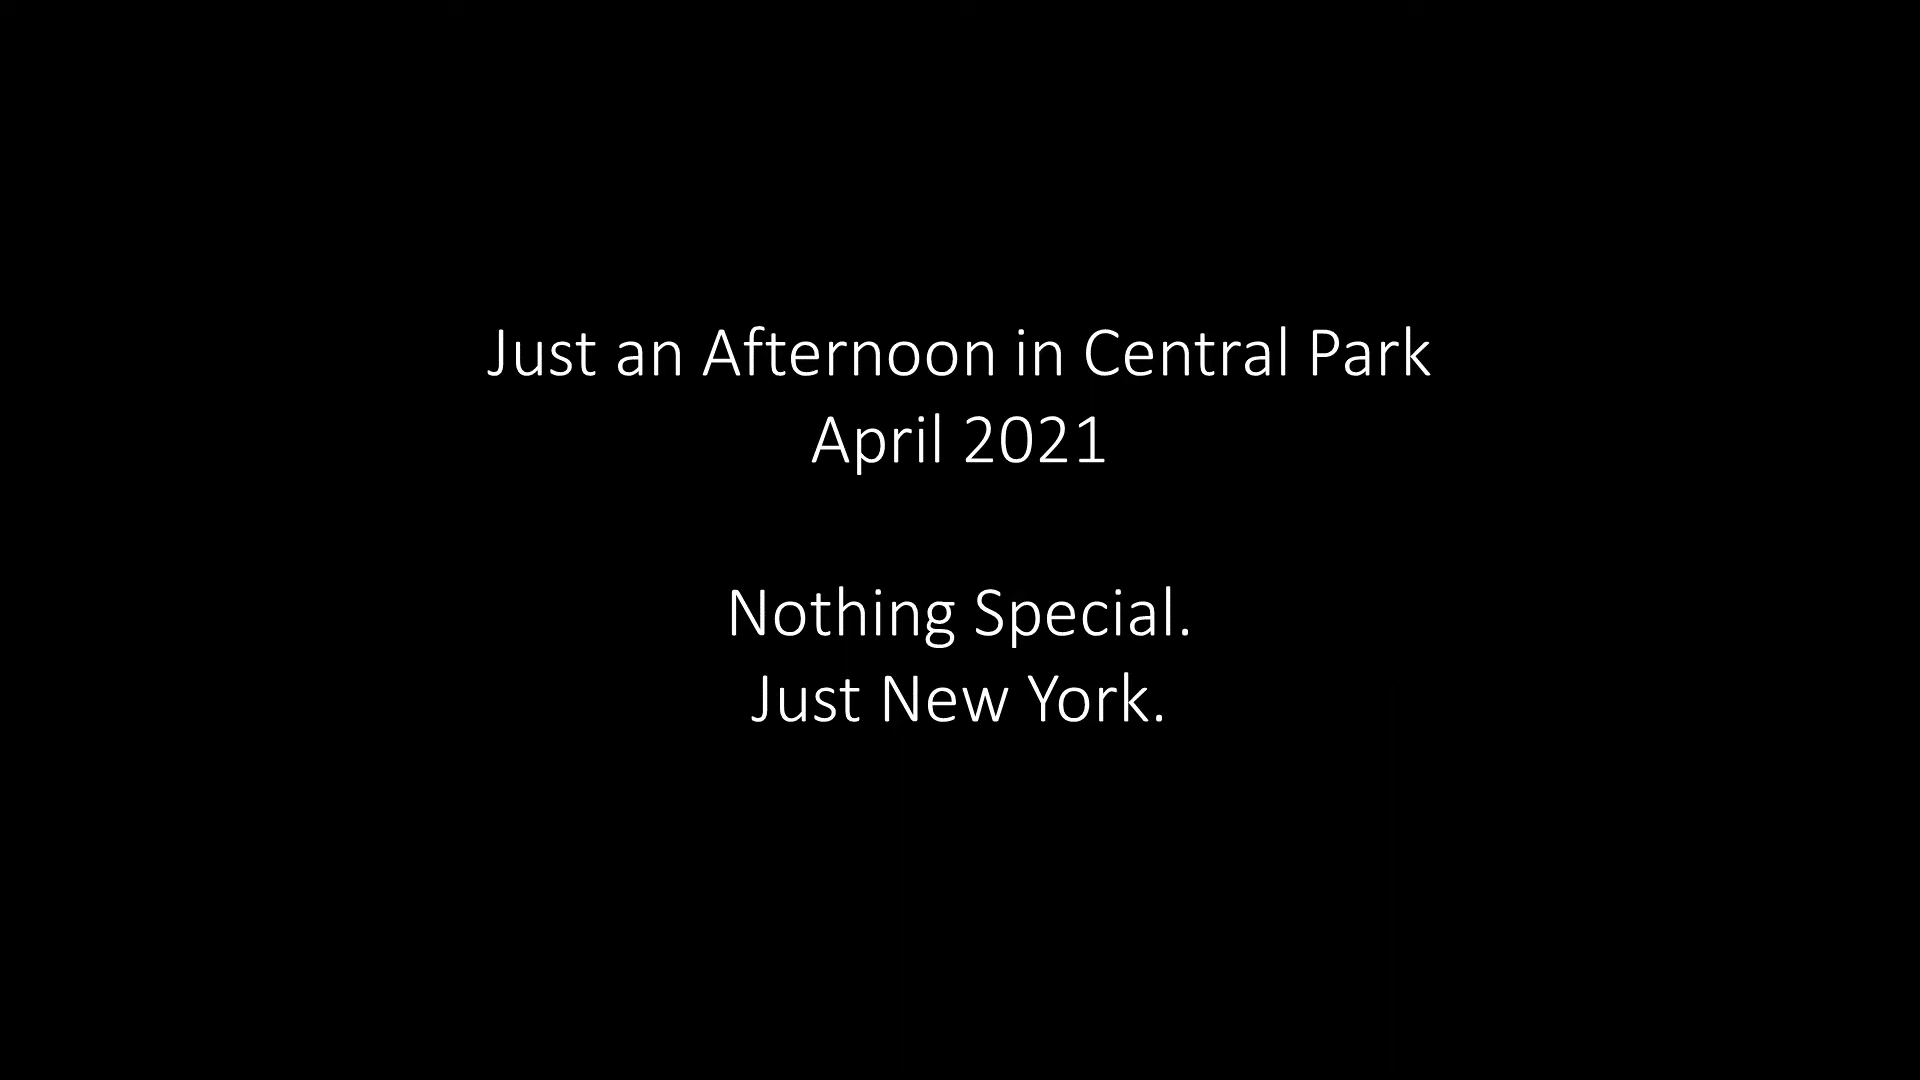 Just an Afternoon in Central Park
April 2021
Nothing Special.
Just New York.